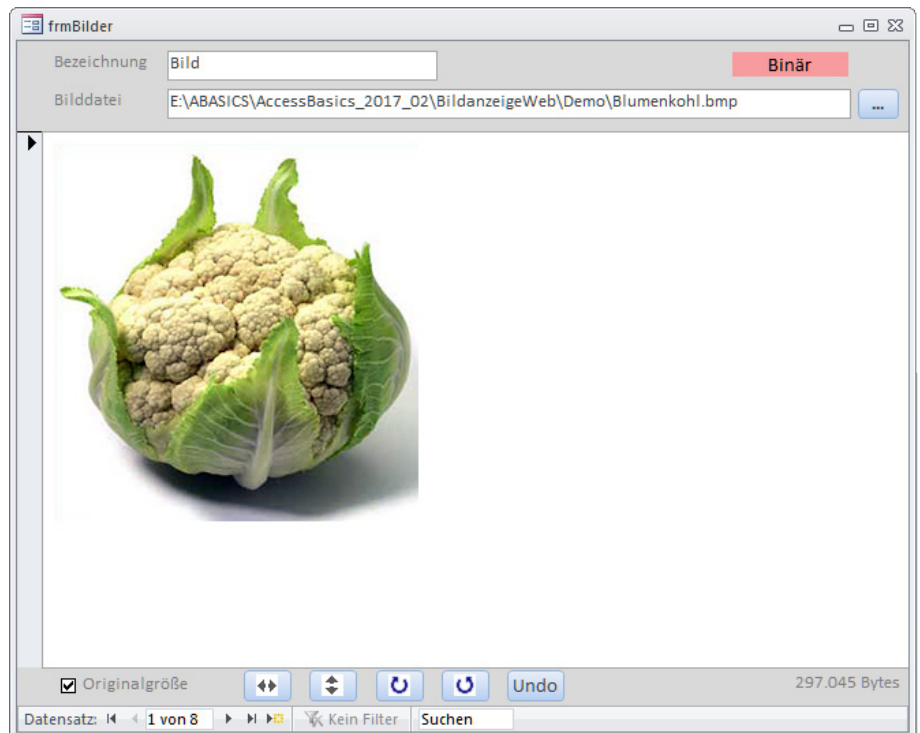 frmBilder
Bezeichnung Bild Binär
Bilddatei E:\ABASICS\AccessBasics_2017_02\BildanzeigeWeb\Demo\Blumenkohl.bmp ...
Originalgröße Undo 297.045 Bytes
Datensatz: 1 von 8 Kein Filter Suchen